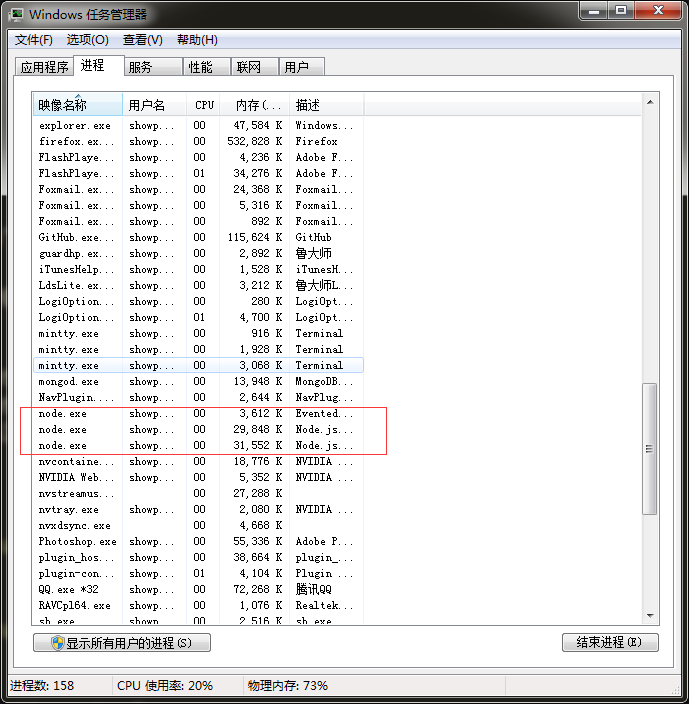 Windows 任务管理器
文件(F) 选项(O) 查看(V) 帮助(H)
应用程序 进程 服务 性能 联网 用户
映像名称 用户名 CPU 内存(... 描述
explorer.exe showp... 00 47,584 K Windows...
firefox.ex... showp... 00 532,828 K Firefox
FlashPlaye... showp... 00 4,236 K Adobe F...
FlashPlaye... showp... 01 34,276 K Adobe F...
Foxmail.ex... showp... 00 24,368 K Foxmail...
Foxmail.ex... showp... 00 5,316 K Foxmail...
Foxmail.ex... showp... 00 892 K Foxmail...
GitHub.exe... showp... 00 115,624 K GitHub
guardhp.ex... showp... 00 2,892 K 鲁大师
iTunesHelp... showp... 00 1,528 K iTunesH...
LdsLite.ex... showp... 00 3,212 K 鲁大师L...
LogiOption... showp... 00 280 K LogiOpt...
LogiOption... showp... 01 4,700 K LogiOpt...
mintty.exe showp... 00 916 K Terminal
mintty.exe showp... 00 1,928 K Terminal
mintty.exe showp... 00 3,068 K Terminal
mongod.exe showp... 00 13,948 K MongoDB...
NavPlugin.... showp... 00 2,644 K NavPlug...
node.exe showp... 00 3,612 K Evented...
node.exe showp... 00 29,848 K Node.js...
node.exe showp... 00 31,552 K Node.js...
nvcontaine... showp... 00 18,776 K NVIDIA ...
NVIDIA Web... showp... 00 5,352 K NVIDIA ...
nvstreamus... 00 27,288 K
nvtray.exe showp... 00 2,080 K NVIDIA ...
nvxdsync.exe 00 4,668 K
Photoshop.exe showp... 00 55,336 K Adobe P...
plugin_hos... showp... 00 38,664 K plugin_...
plugin-con... showp... 01 4,104 K Plugin ...
QQ.exe *32 showp... 00 72,268 K 腾讯QQ
RAVCpl64.exe showp... 00 1,076 K Realtek...
sh.exe showp... 00 2,516 K sh.exe
显示所有用户的进程(S) 结束进程(E)
进程数: 158 CPU 使用率: 20% 物理内存: 73%